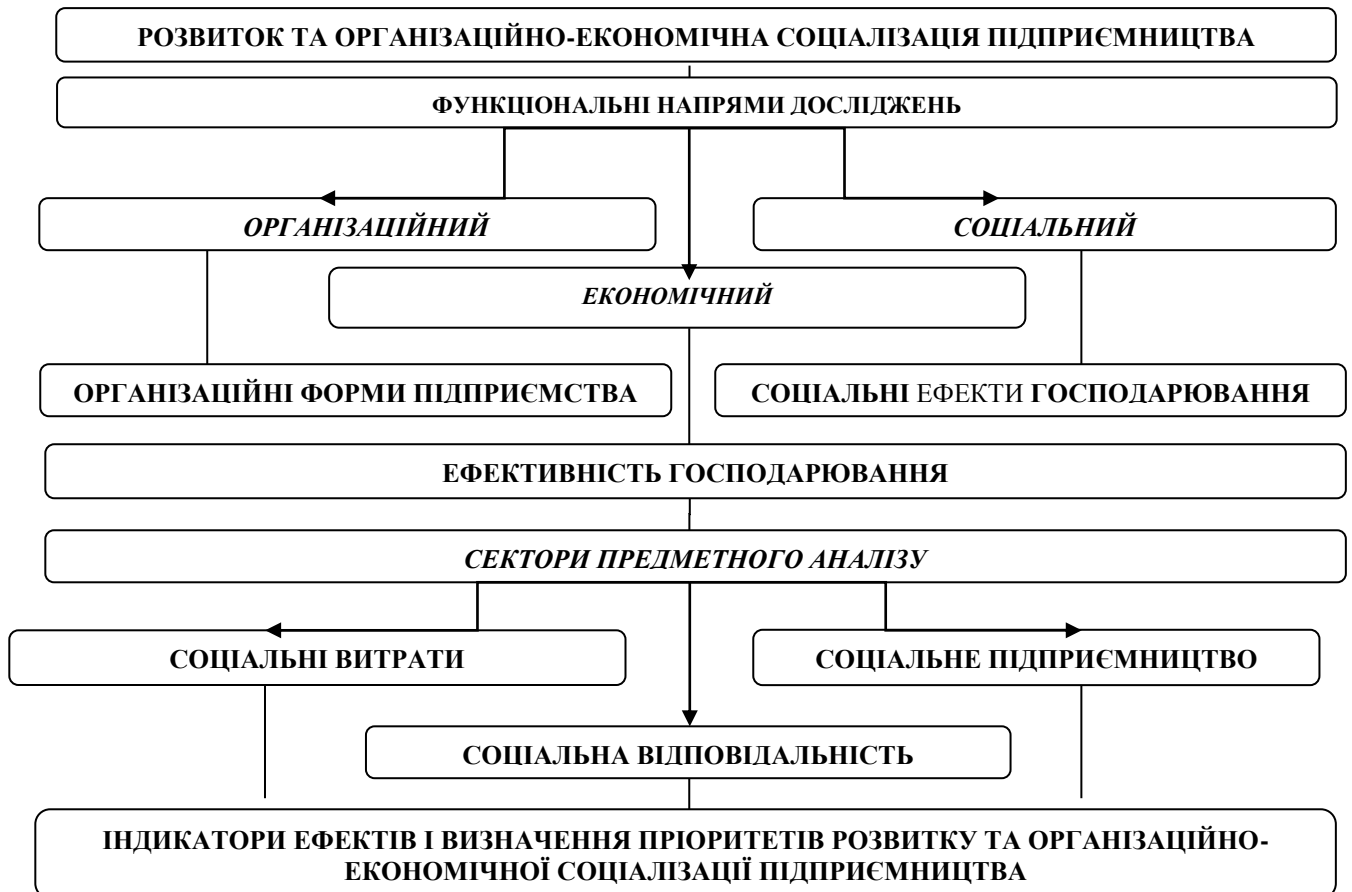 РОЗВИТОК ТА ОРГАНІЗАЦІЙНО-ЕКОНОМІЧНА СОЦІАЛІЗАЦІЯ ПІДПРИЄМНИЦТВА
ФУНКЦІОНАЛЬНІ НАПРЯМИ ДОСЛІДЖЕНЬ
ОРГАНІЗАЦІЙНИЙ
СОЦІАЛЬНИЙ
ЕКОНОМІЧНИЙ
ОРГАНІЗАЦІЙНІ ФОРМИ ПІДПРИЄМСТВА
СОЦІАЛЬНІ ЕФЕКТИ ГОСПОДАРЮВАННЯ
ЕФЕКТИВНІСТЬ ГОСПОДАРЮВАННЯ
СЕКТОРИ ПРЕДМЕТНОГО АНАЛІЗУ
СОЦІАЛЬНІ ВИТРАТИ
СОЦІАЛЬНЕ ПІДПРИЄМНИЦТВО
СОЦІАЛЬНА ВІДПОВІДАЛЬНІСТЬ
ІНДИКАТОРИ ЕФЕКТІВ І ВИЗНАЧЕННЯ ПРІОРИТЕТІВ РОЗВИТКУ ТА ОРГАНІЗАЦІЙНО-
ЕКОНОМІЧНОЇ СОЦІАЛІЗАЦІЇ ПІДПРИЄМНИЦТВА